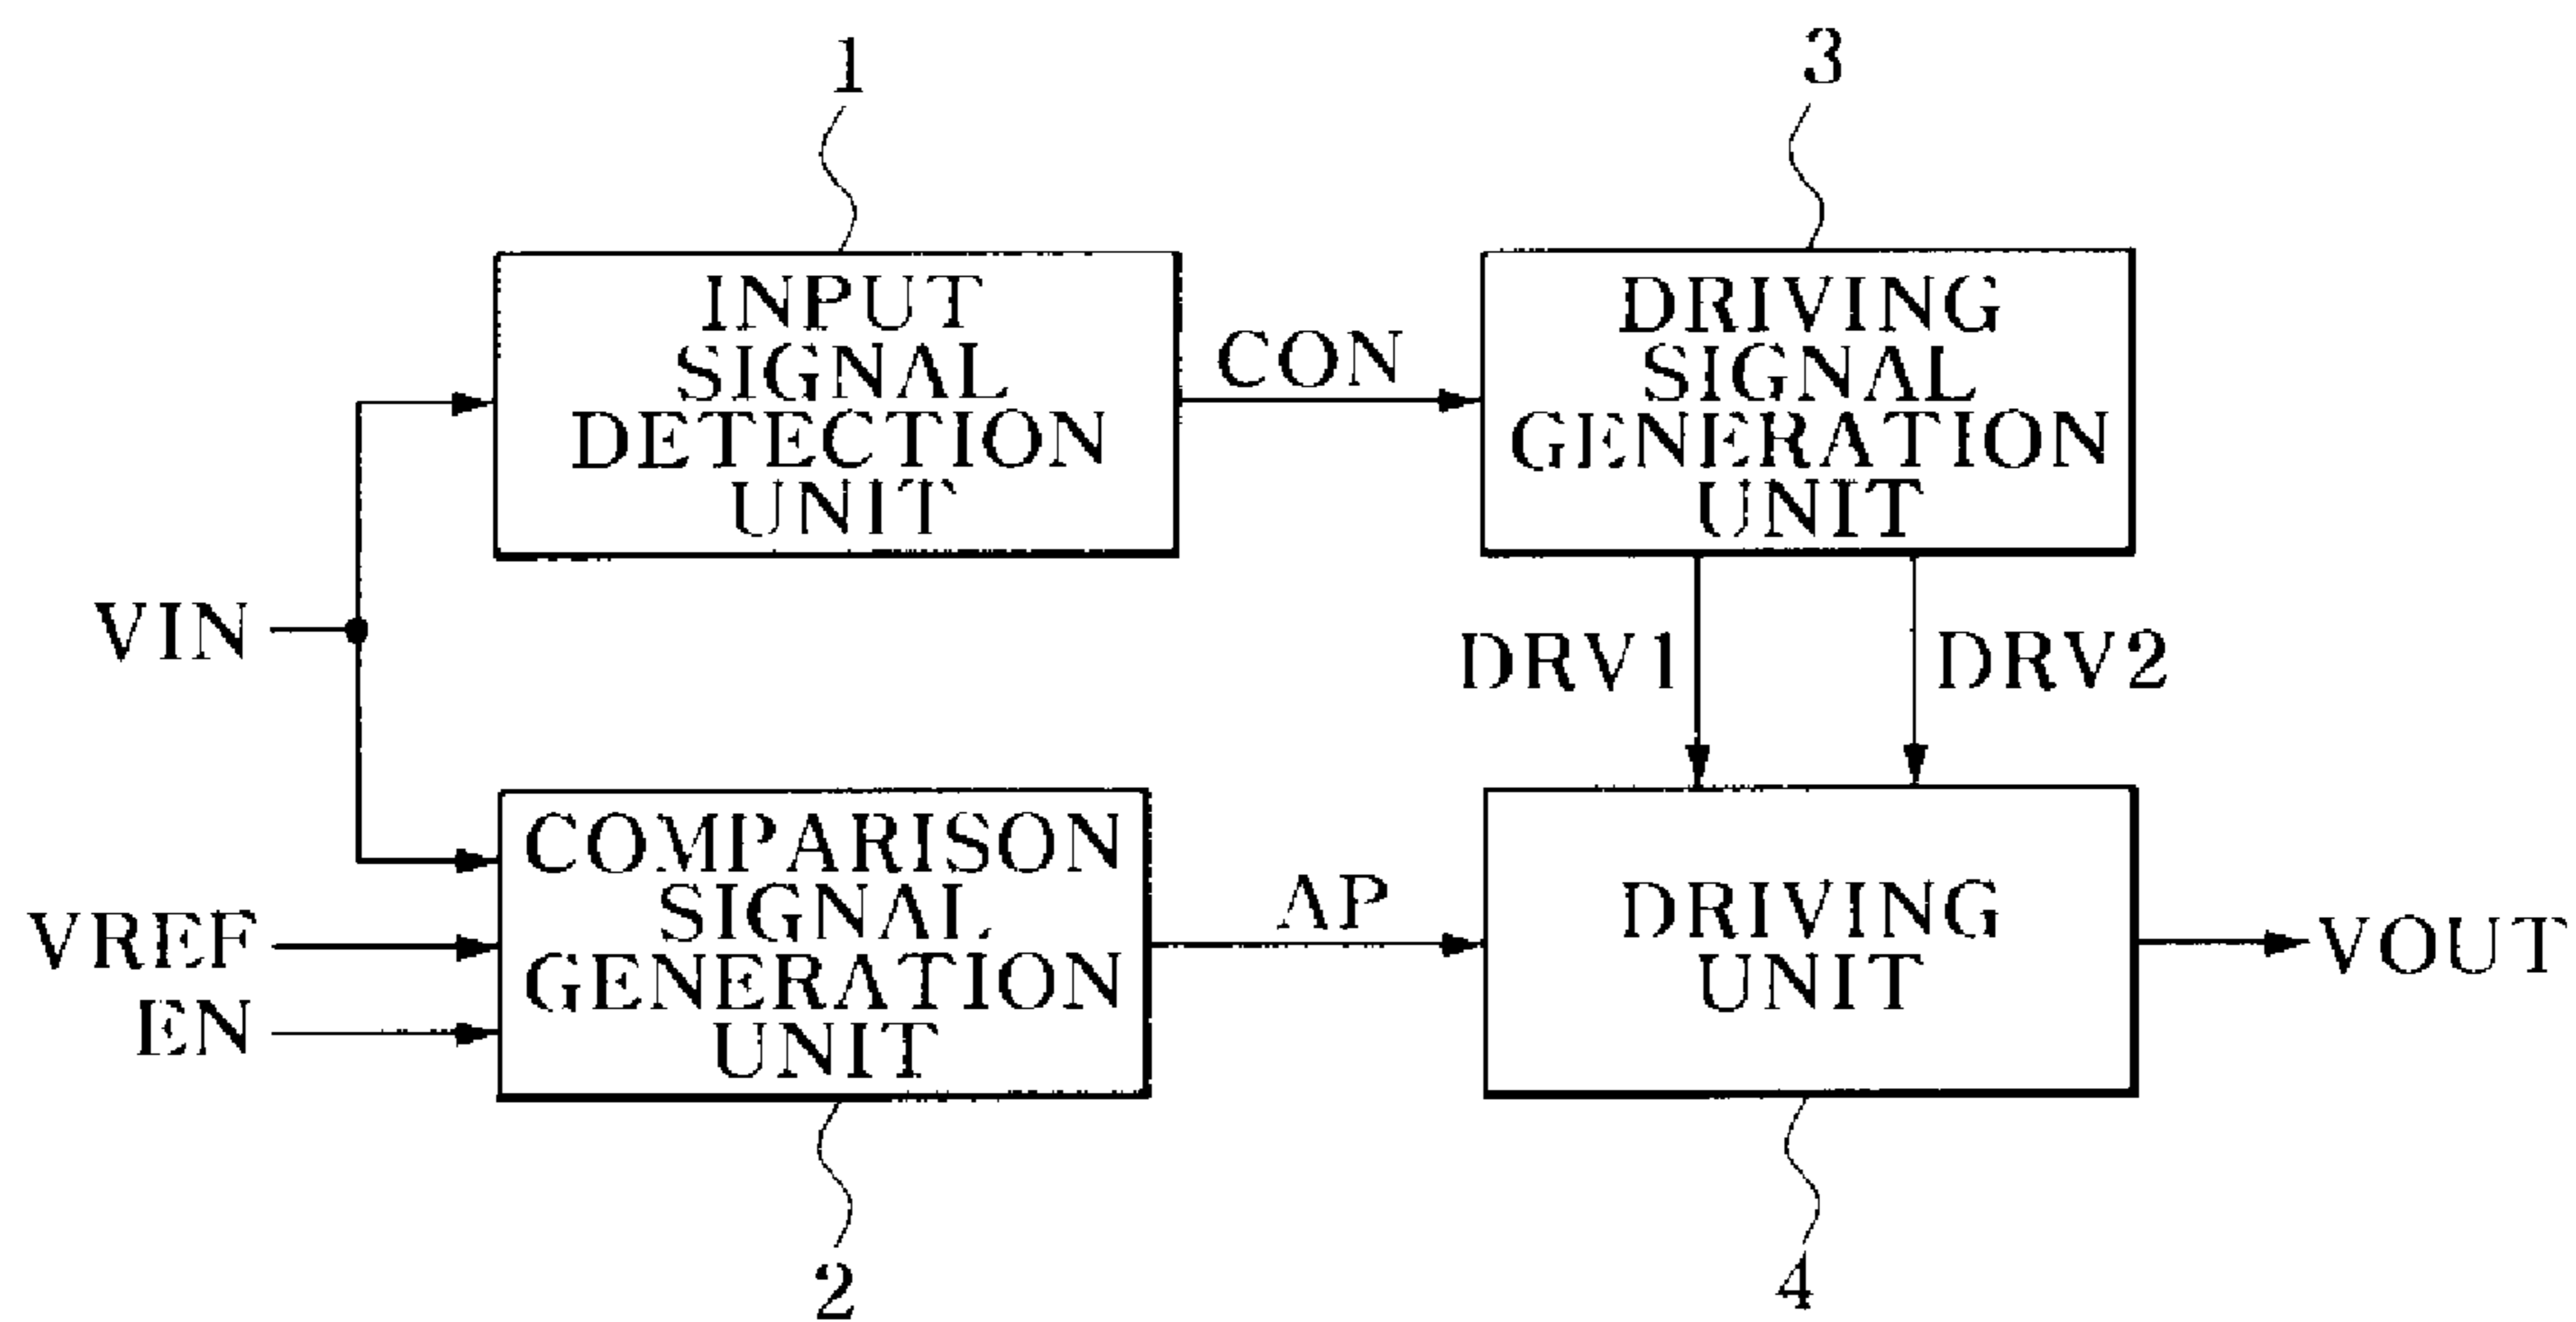 1
3
INPUT
SIGNAL
DETECTION
UNIT
CON
DRIVING
SIGNAL
GENERATION
UNIT
VIN
DRV1
DRV2
COMPARISON
SIGNAL
GENERATION
UNIT
VREF
EN
AP
DRIVING
UNIT
VOUT
2
4